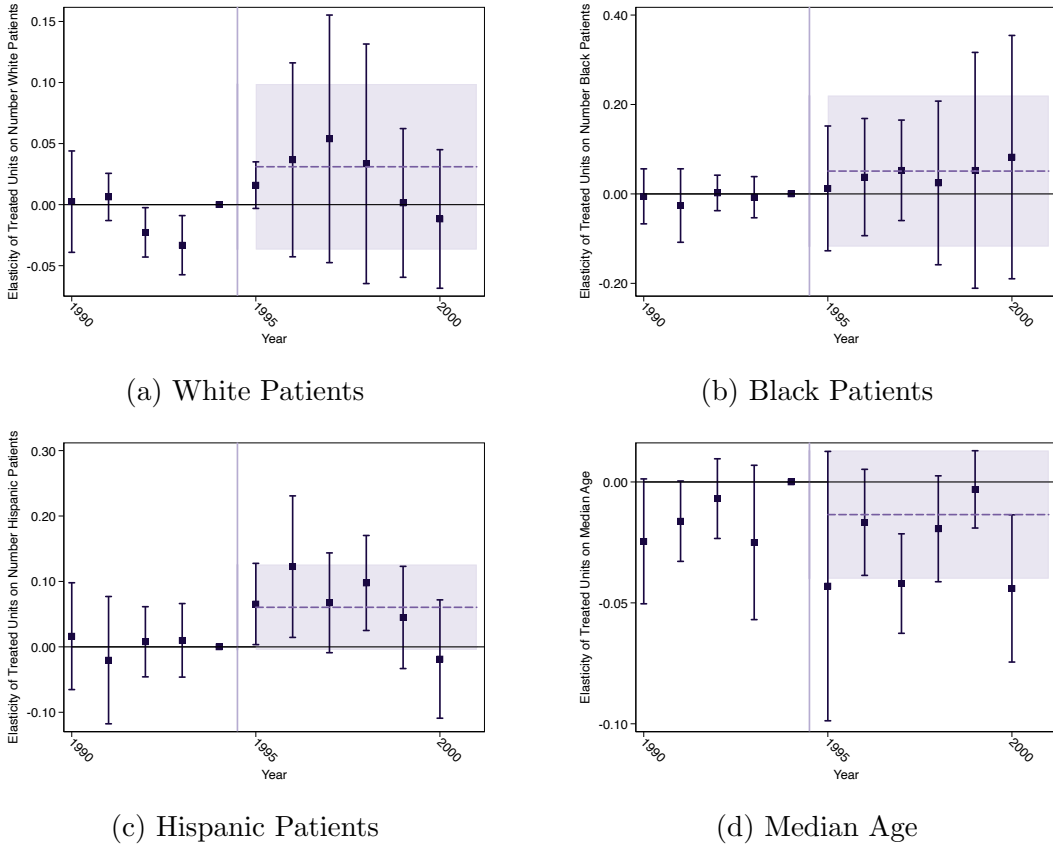 Elasticity of Treated Units on Number White Patients
0.15
0.10
0.05
0.00
-0.05
1990
1995
2000
Year
(a) White Patients
Elasticity of Treated Units on Number Black Patients
0.40
0.20
0.00
-0.20
1990
1995
2000
Year
(b) Black Patients
Elasticity of Treated Units on Number Hispanic Patients
0.30
0.20
0.10
0.00
-0.10
1990
1995
2000
Year
(c) Hispanic Patients
Elasticity of Treated Units on Median Age
0.00
-0.05
-0.10
1990
1995
2000
Year
(d) Median Age